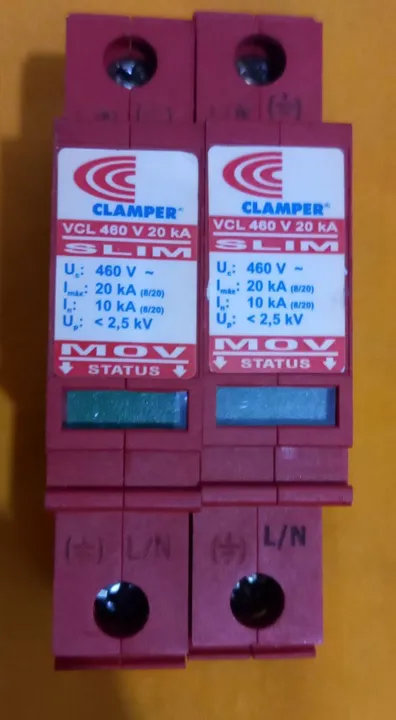 L/N (⏚) L/N (⏚)
CLAMPER®
VCL 460 V 20 kA
SLIM
Uc: 460 V ~
Imáx: 20 kA (8/20)
In: 10 kA (8/20)
Up: < 2,5 kV
MOV
STATUS
CLAMPER®
VCL 460 V 20 kA
SLIM
Uc: 460 V ~
Imáx: 20 kA (8/20)
In: 10 kA (8/20)
Up: < 2,5 kV
MOV
STATUS
(⏚) L/N (⏚) L/N